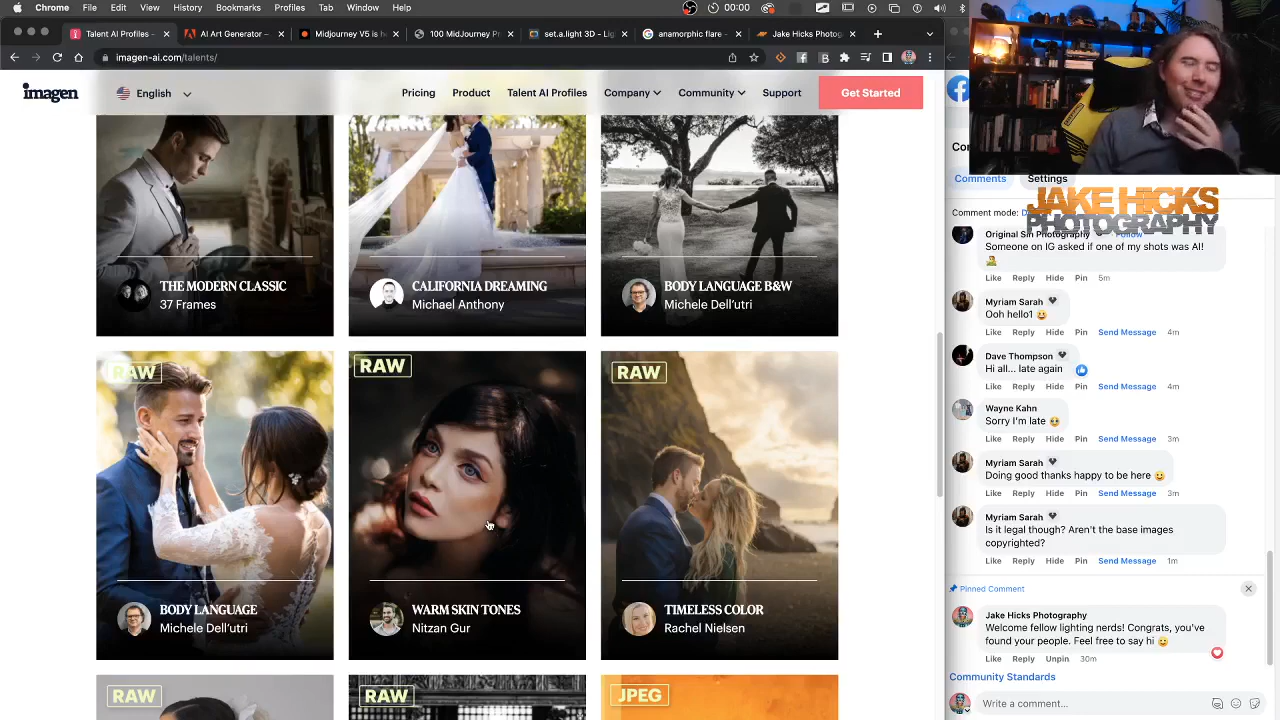 Chrome File Edit View History Bookmarks Profiles Tab Window Help 00:00
Talent AI Profiles -
AI Art Generator –
Midjourney vs
100 MidJourney Pr
set.a.light 3D - Lig
anamorphic flare -
Jake Hicks Photog
imagen-ai.com/talents/
imagen
English
Pricing
Product
Talent AI Profiles
Company
Community
Support
Get Started
THE MODERN CLASSIC
37 Frames
CALIFORNIA DREAMING
Michael Anthony
BODY LANGUAGE B&W
Michele Dell'utri
RAW
RAW
RAW
BODY LANGUAGE
Michele Dell'utri
WARM SKIN TONES
Nitzan Gur
TIMELESS COLOR
Rachel Nielsen
RAW
RAW
JPEG
Comments
Settings
JAKE HICKS
PHOTOGRAPHY
Comment mode:
Original Sin Photography Follow
Someone on IG asked if one of my shots was AI!
🤦
Like Reply Hide Pin 5m
Myriam Sarah
Ooh hello1 😀
Like Reply Hide Pin Send Message 4m
Dave Thompson
Hi all... late again
Like Reply Hide Pin Send Message 4m
Wayne Kahn
Sorry I'm late 🥹
Like Reply Hide Pin Send Message 3m
Myriam Sarah
Doing good thanks happy to be here 😀
Like Reply Hide Pin Send Message 3m
Myriam Sarah
Is it legal though? Aren't the base images
copyrighted?
Like Reply Hide Pin Send Message 1m
Pinned Comment
Jake Hicks Photography
Welcome fellow lighting nerds! Congrats, you've
found your people. Feel free to say hi 😉
Like Reply Unpin 30m
Community Standards
Write a comment...